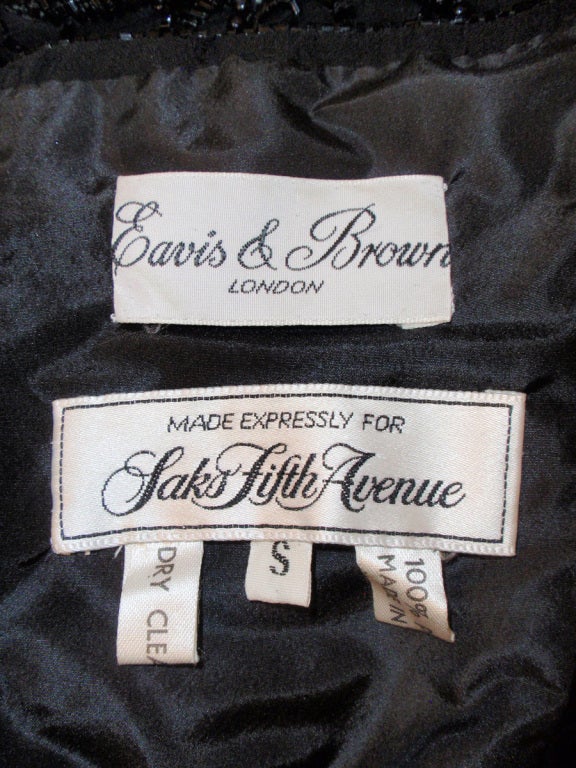 Eavis & Brown
LONDON
MADE EXPRESSLY FOR
Saks Fifth Avenue
S
DRY CLEA
100%
MADE IN